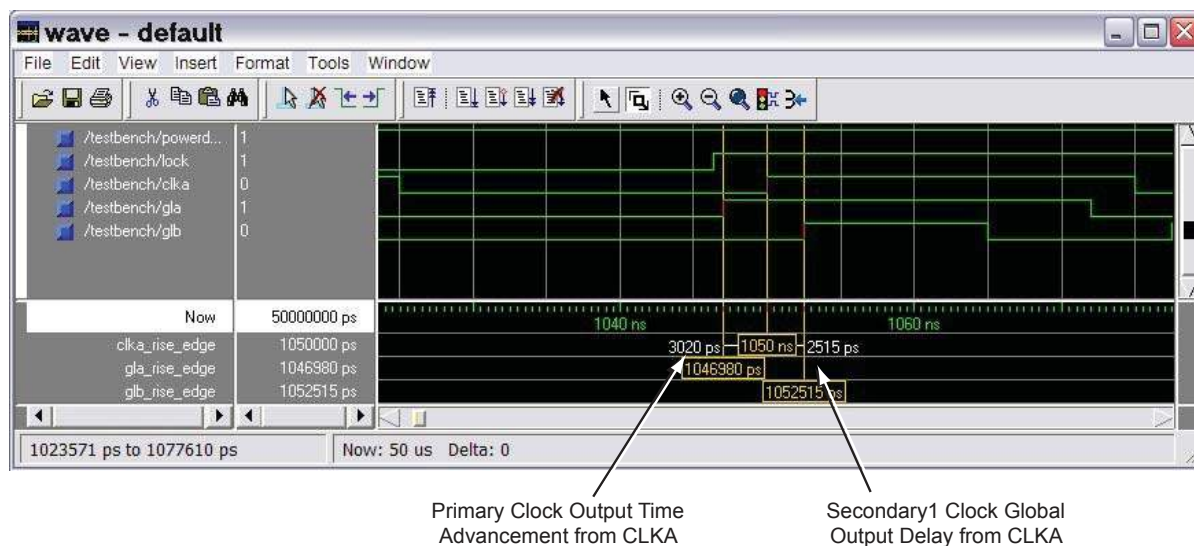 wave - default
File Edit View Insert Format Tools Window
/testbench/powerd... 1
/testbench/lock 1
/testbench/clka 0
/testbench/gla 1
/testbench/glb 0
Now 50000000 ps 1040 ns 1060 ns
clka_rise_edge 1050000 ps 3020 ps 1050 ns 2515 ps
gla_rise_edge 1046980 ps 1046980 ps
glb_rise_edge 1052515 ps 1052515 ps
1023571 ps to 1077610 ps Now: 50 us Delta: 0
Primary Clock Output Time
Advancement from CLKA
Secondary1 Clock Global
Output Delay from CLKA